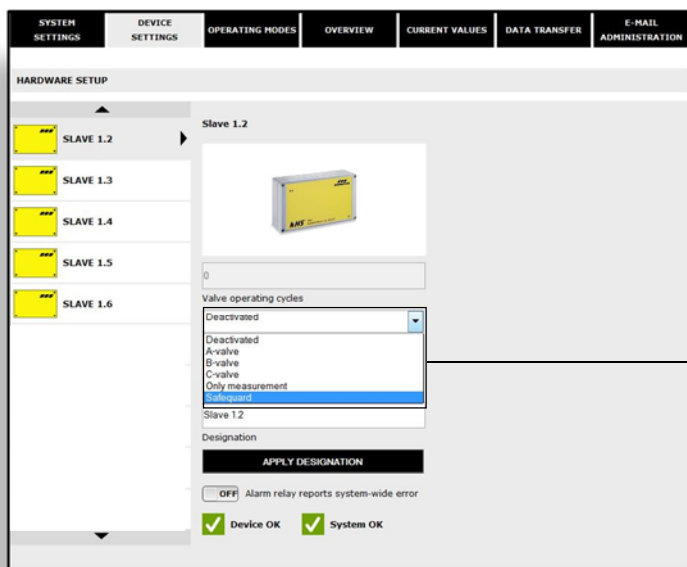 SYSTEM SETTINGS
DEVICE SETTINGS
OPERATING MODES
OVERVIEW
CURRENT VALUES
DATA TRANSFER
E-MAIL ADMINISTRATION
HARDWARE SETUP
SLAVE 1.2
SLAVE 1.3
SLAVE 1.4
SLAVE 1.5
SLAVE 1.6
Slave 1.2
0
Valve operating cycles
Deactivated
Deactivated
A-valve
B-valve
C-valve
Only measurement
Safeguard
Slave 1.2
Designation
APPLY DESIGNATION
OFF Alarm relay reports system-wide error
Device OK
System OK